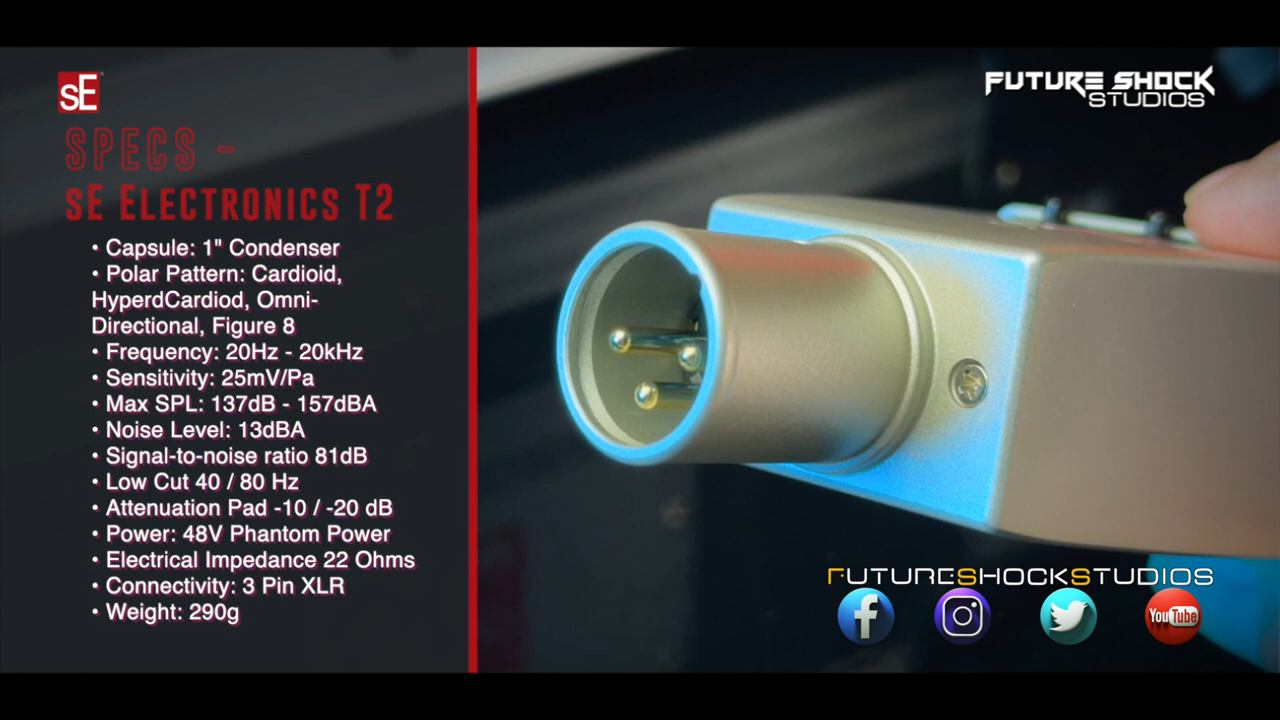 sE
SPECS -
sE ELECTRONICS T2
• Capsule: 1" Condenser
• Polar Pattern: Cardioid,
HyperdCardiod, Omni-
Directional, Figure 8
• Frequency: 20Hz - 20kHz
• Sensitivity: 25mV/Pa
• Max SPL: 137dB - 157dBA
• Noise Level: 13dBA
• Signal-to-noise ratio 81dB
• Low Cut 40 / 80 Hz
• Attenuation Pad -10 / -20 dB
• Power: 48V Phantom Power
• Electrical Impedance 22 Ohms
• Connectivity: 3 Pin XLR
• Weight: 290g
FUTURE SHOCK
STUDIOS
FUTURESHOCKSTUDIOS
f
YouTube